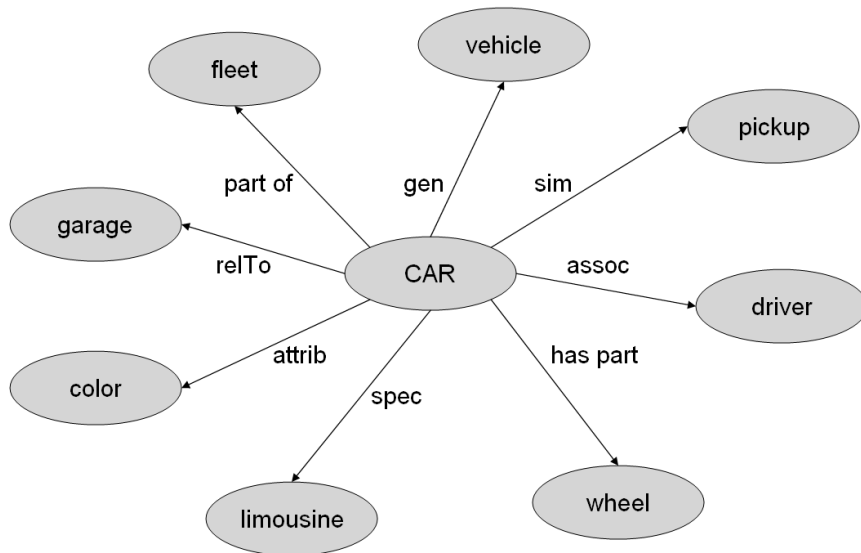 vehicle
fleet
pickup
part of
gen
sim
garage
relTo
CAR
assoc
driver
attrib
has part
color
spec
limousine
wheel